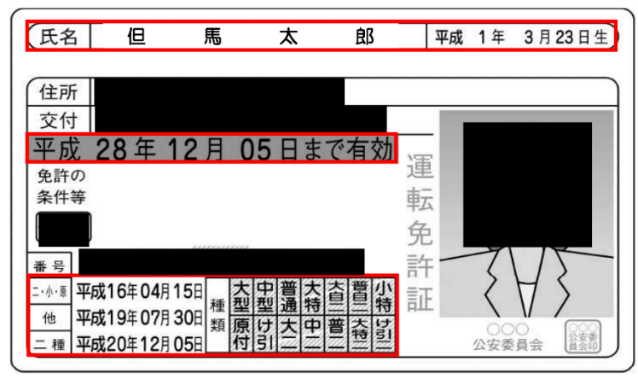 氏名 但馬太郎 平成 1年 3月23日生
住所
交付
平成 28年 12月 05日まで有効
免許の
条件等
番号
二・小・原 平成16年04月15日
他 平成19年07月30日
二種 平成20年12月05日
種類
大型 中型 普通 大特 大自二 普自二 小特
原付 け引 大二 中二 普二 大特二 け引二
運転免許証
○○○
公安委員会
○○○
公安委
員会印